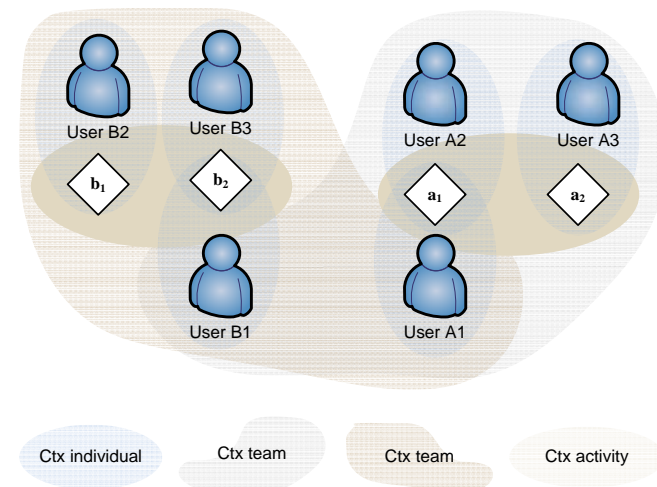 User B2
User B3
User A2
User A3
b₁
b₂
a₁
a₂
User B1
User A1
Ctx individual
Ctx team
Ctx team
Ctx activity